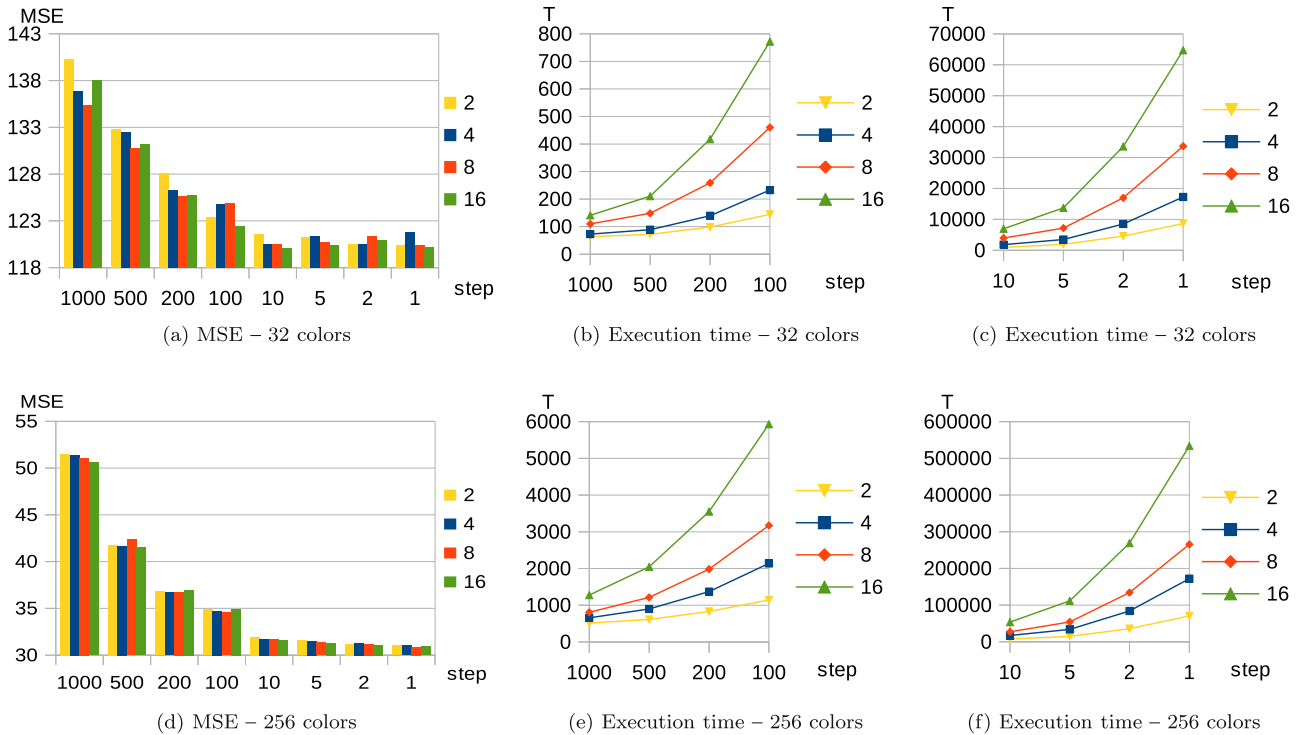 MSE
143
138
133
128
123
118
1000 500 200 100 10 5 2 1
step
2
4
8
16
(a) MSE – 32 colors
T
800
700
600
500
400
300
200
100
0
1000 500 200 100
step
2
4
8
16
(b) Execution time – 32 colors
T
70000
60000
50000
40000
30000
20000
10000
0
10 5 2 1
step
2
4
8
16
(c) Execution time – 32 colors
MSE
55
50
45
40
35
30
1000 500 200 100 10 5 2 1
step
2
4
8
16
(d) MSE – 256 colors
T
6000
5000
4000
3000
2000
1000
0
1000 500 200 100
step
2
4
8
16
(e) Execution time – 256 colors
T
600000
500000
400000
300000
200000
100000
0
10 5 2 1
step
2
4
8
16
(f) Execution time – 256 colors